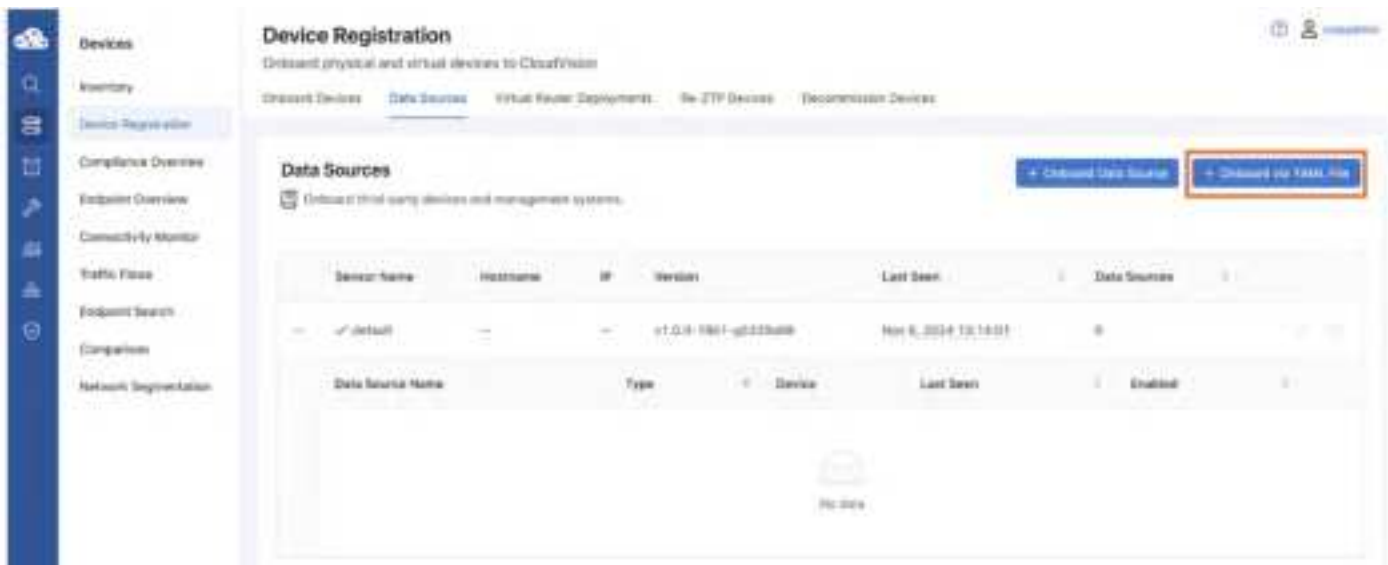 Devices
Inventory
Device Registration
Compliance Overview
Endpoint Overview
Connectivity Monitor
Traffic Flows
Endpoint Search
Comparison
Network Segmentation
Device Registration
Onboard physical and virtual devices to CloudVision
Onboard Devices Data Sources Virtual Router Deployments Re-ZTP Devices Decommission Devices
Data Sources
+ Onboard Data Source + Onboard via YAML File
Onboard third-party devices and management systems.
Sensor Name Hostname IP Version Last Seen Data Sources
default -- -- Nov 6, 2024 0
Data Source Name Type Device Last Seen Enabled
No data